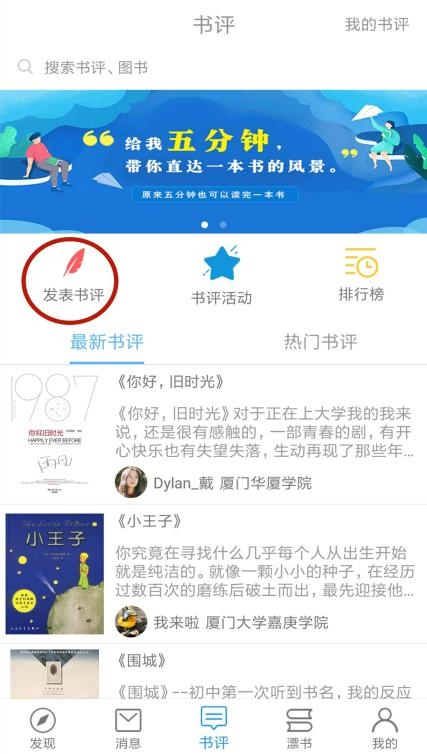 书评
我的书评
搜索书评、图书
“给我五分钟，
带你直达一本书的风景。”
原来五分钟也可以读完一本书
发表书评
书评活动
排行榜
最新书评
热门书评
1987
你好旧时光
HAPPILY EVER BEFORE
《你好，旧时光》
《你好，旧时光》对于正在上大学我的我来
说，还是很有感触的，一部青春的剧，有开
心快乐也有失望失落，生动再现了那些年...
Dylan_戴 厦门华厦学院
The Little Prince
小王子
《小王子》
你究竟在寻找什么几乎每个人从出生开始
就是纯洁的。就像一颗小小的种子，在经历
过数百次的磨练后破土而出，最先迎接他...
我来啦 厦门大学嘉庚学院
《围城》
《围城》--初中第一次听到书名，我的反应
发现
消息
书评
漂书
我的